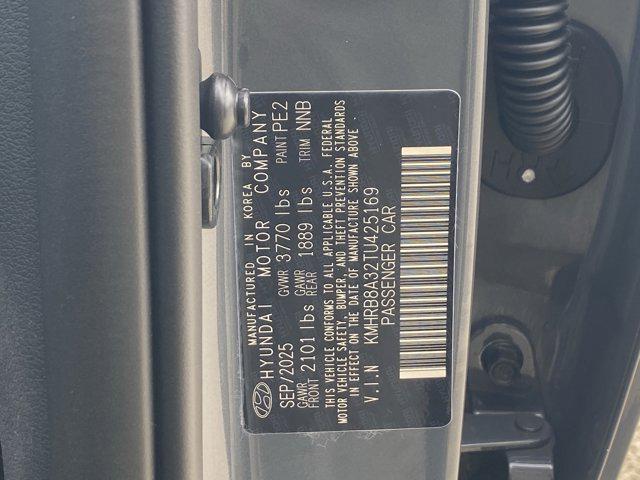 MANUFACTURED IN KOREA BY
HYUNDAI MOTOR COMPANY
SEP/2025 GVWR 3770 lbs PAINT PE2
GAWR FRONT 2101 lbs GAWR REAR 1889 lbs TRIM NNB
THIS VEHICLE CONFORMS TO ALL APPLICABLE U.S.A. FEDERAL
MOTOR VEHICLE SAFETY, BUMPER, AND THEFT PREVENTION STANDARDS
IN EFFECT ON THE DATE OF MANUFACTURE SHOWN ABOVE
V.I.N KMHRB8A32TU425169
PASSENGER CAR